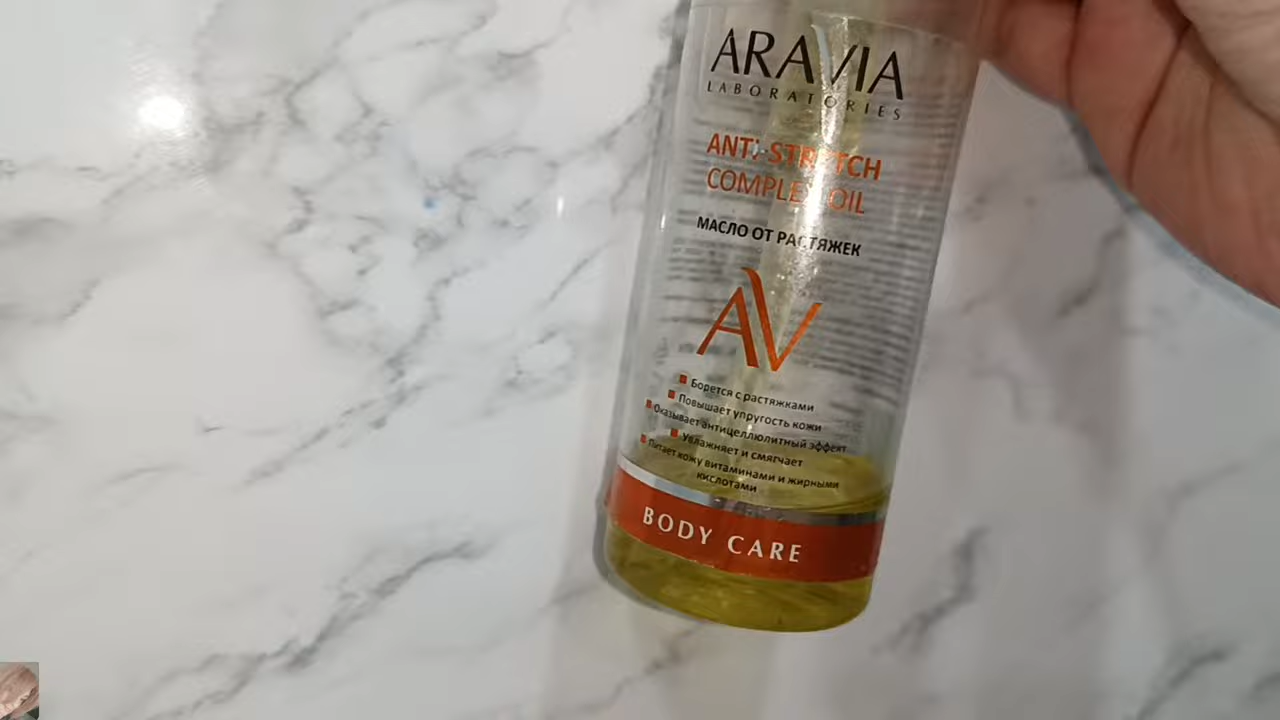 ARAVIA
LABORATORIES
ANTI-STRETCH
COMPLEX OIL
МАСЛО ОТ РАСТЯЖЕК
AV
Борется с растяжками
Повышает упругость кожи
Оказывает антицеллюлитный эффект
Увлажняет и смягчает
Питает кожу витаминами и жирными
кислотами
BODY CARE